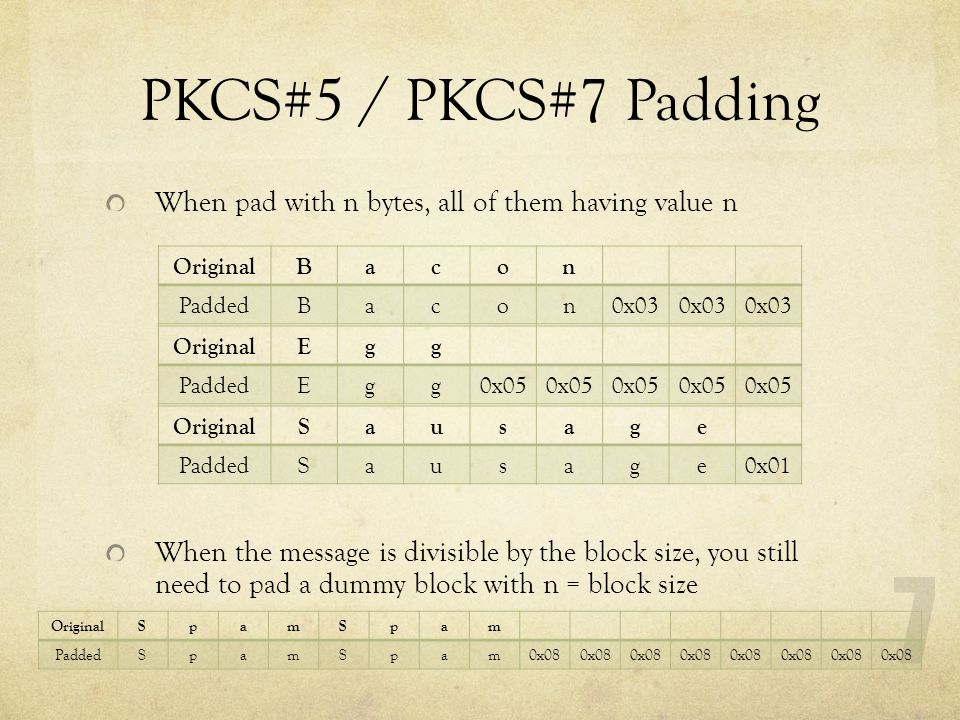 PKCS#5 / PKCS#7 Padding
When pad with n bytes, all of them having value n
Original B a c o n
Padded B a c o n 0x03 0x03 0x03
Original E g g
Padded E g g 0x05 0x05 0x05 0x05 0x05
Original S a u s a g e
Padded S a u s a g e 0x01
When the message is divisible by the block size, you still
need to pad a dummy block with n = block size
7
Original S p a m S p a m
Padded S p a m S p a m 0x08 0x08 0x08 0x08 0x08 0x08 0x08 0x08